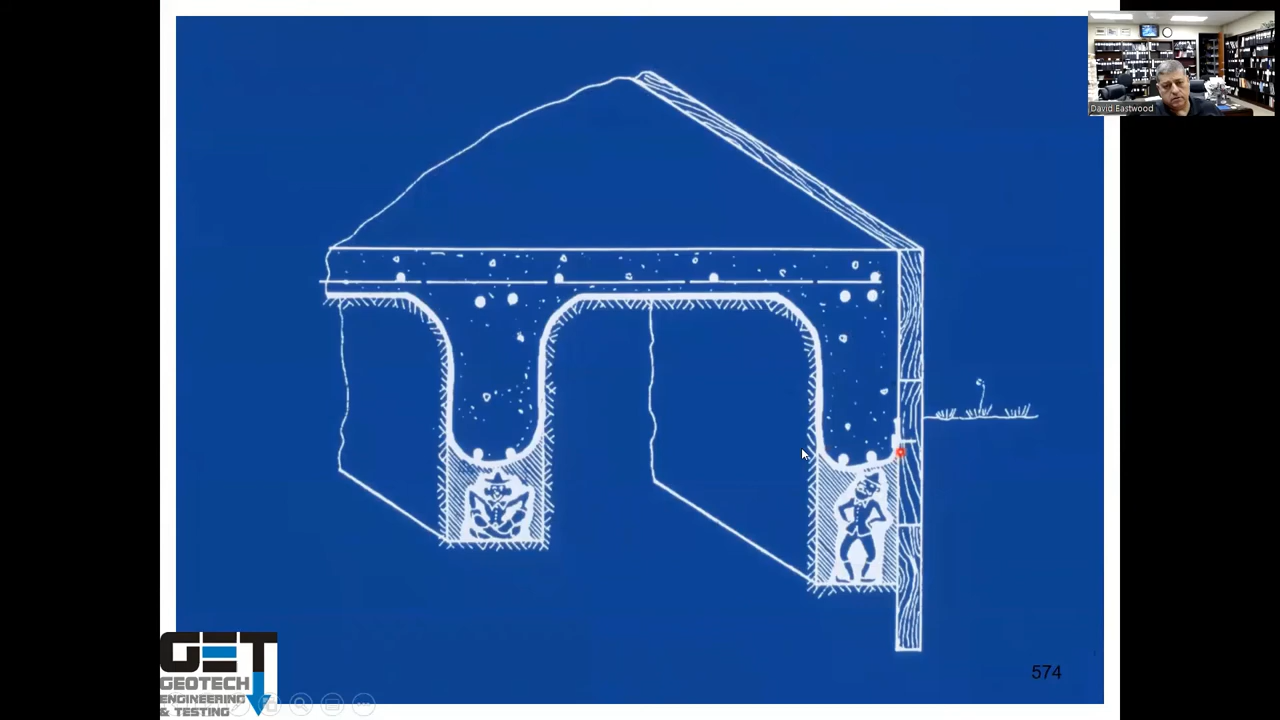 David Eastwood
574
GET
GEOTECH
ENGINEERING
& TESTING